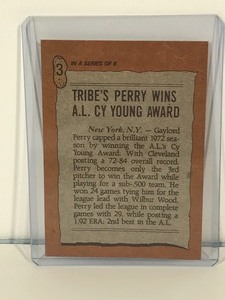 3
IN A SERIES OF 8
TRIBE'S PERRY WINS
A.L. CY YOUNG AWARD
New York, N.Y. — Gaylord
Perry capped a brilliant 1972 sea-
son by winning the A.L.'s Cy
Young Award. With Cleveland
posting a 72-84 overall record.
Perry becomes only the 3rd
pitcher to win the Award while
playing for a sub-.500 team. He
won 24 games tying him for the
league lead with Wilbur Wood.
Perry led the league in complete
games with 29, while posting a
1.92 ERA: 2nd best in the A.L.